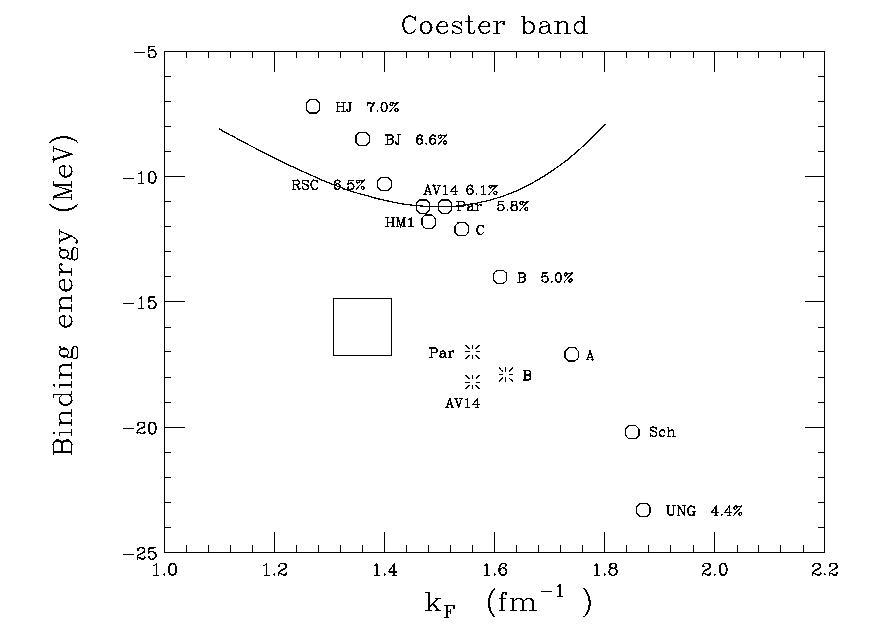 Coester band
-5
HJ 7.0%
BJ 6.6%
-10
RSC 6.5%
AV14 6.1%
Par 5.8%
HM1
C
B 5.0%
-15
Par
A
B
AV14
-20
Sch
UNG 4.4%
-25
1.0 1.2 1.4 1.6 1.8 2.0 2.2
k_F (fm⁻¹)
Binding energy (MeV)